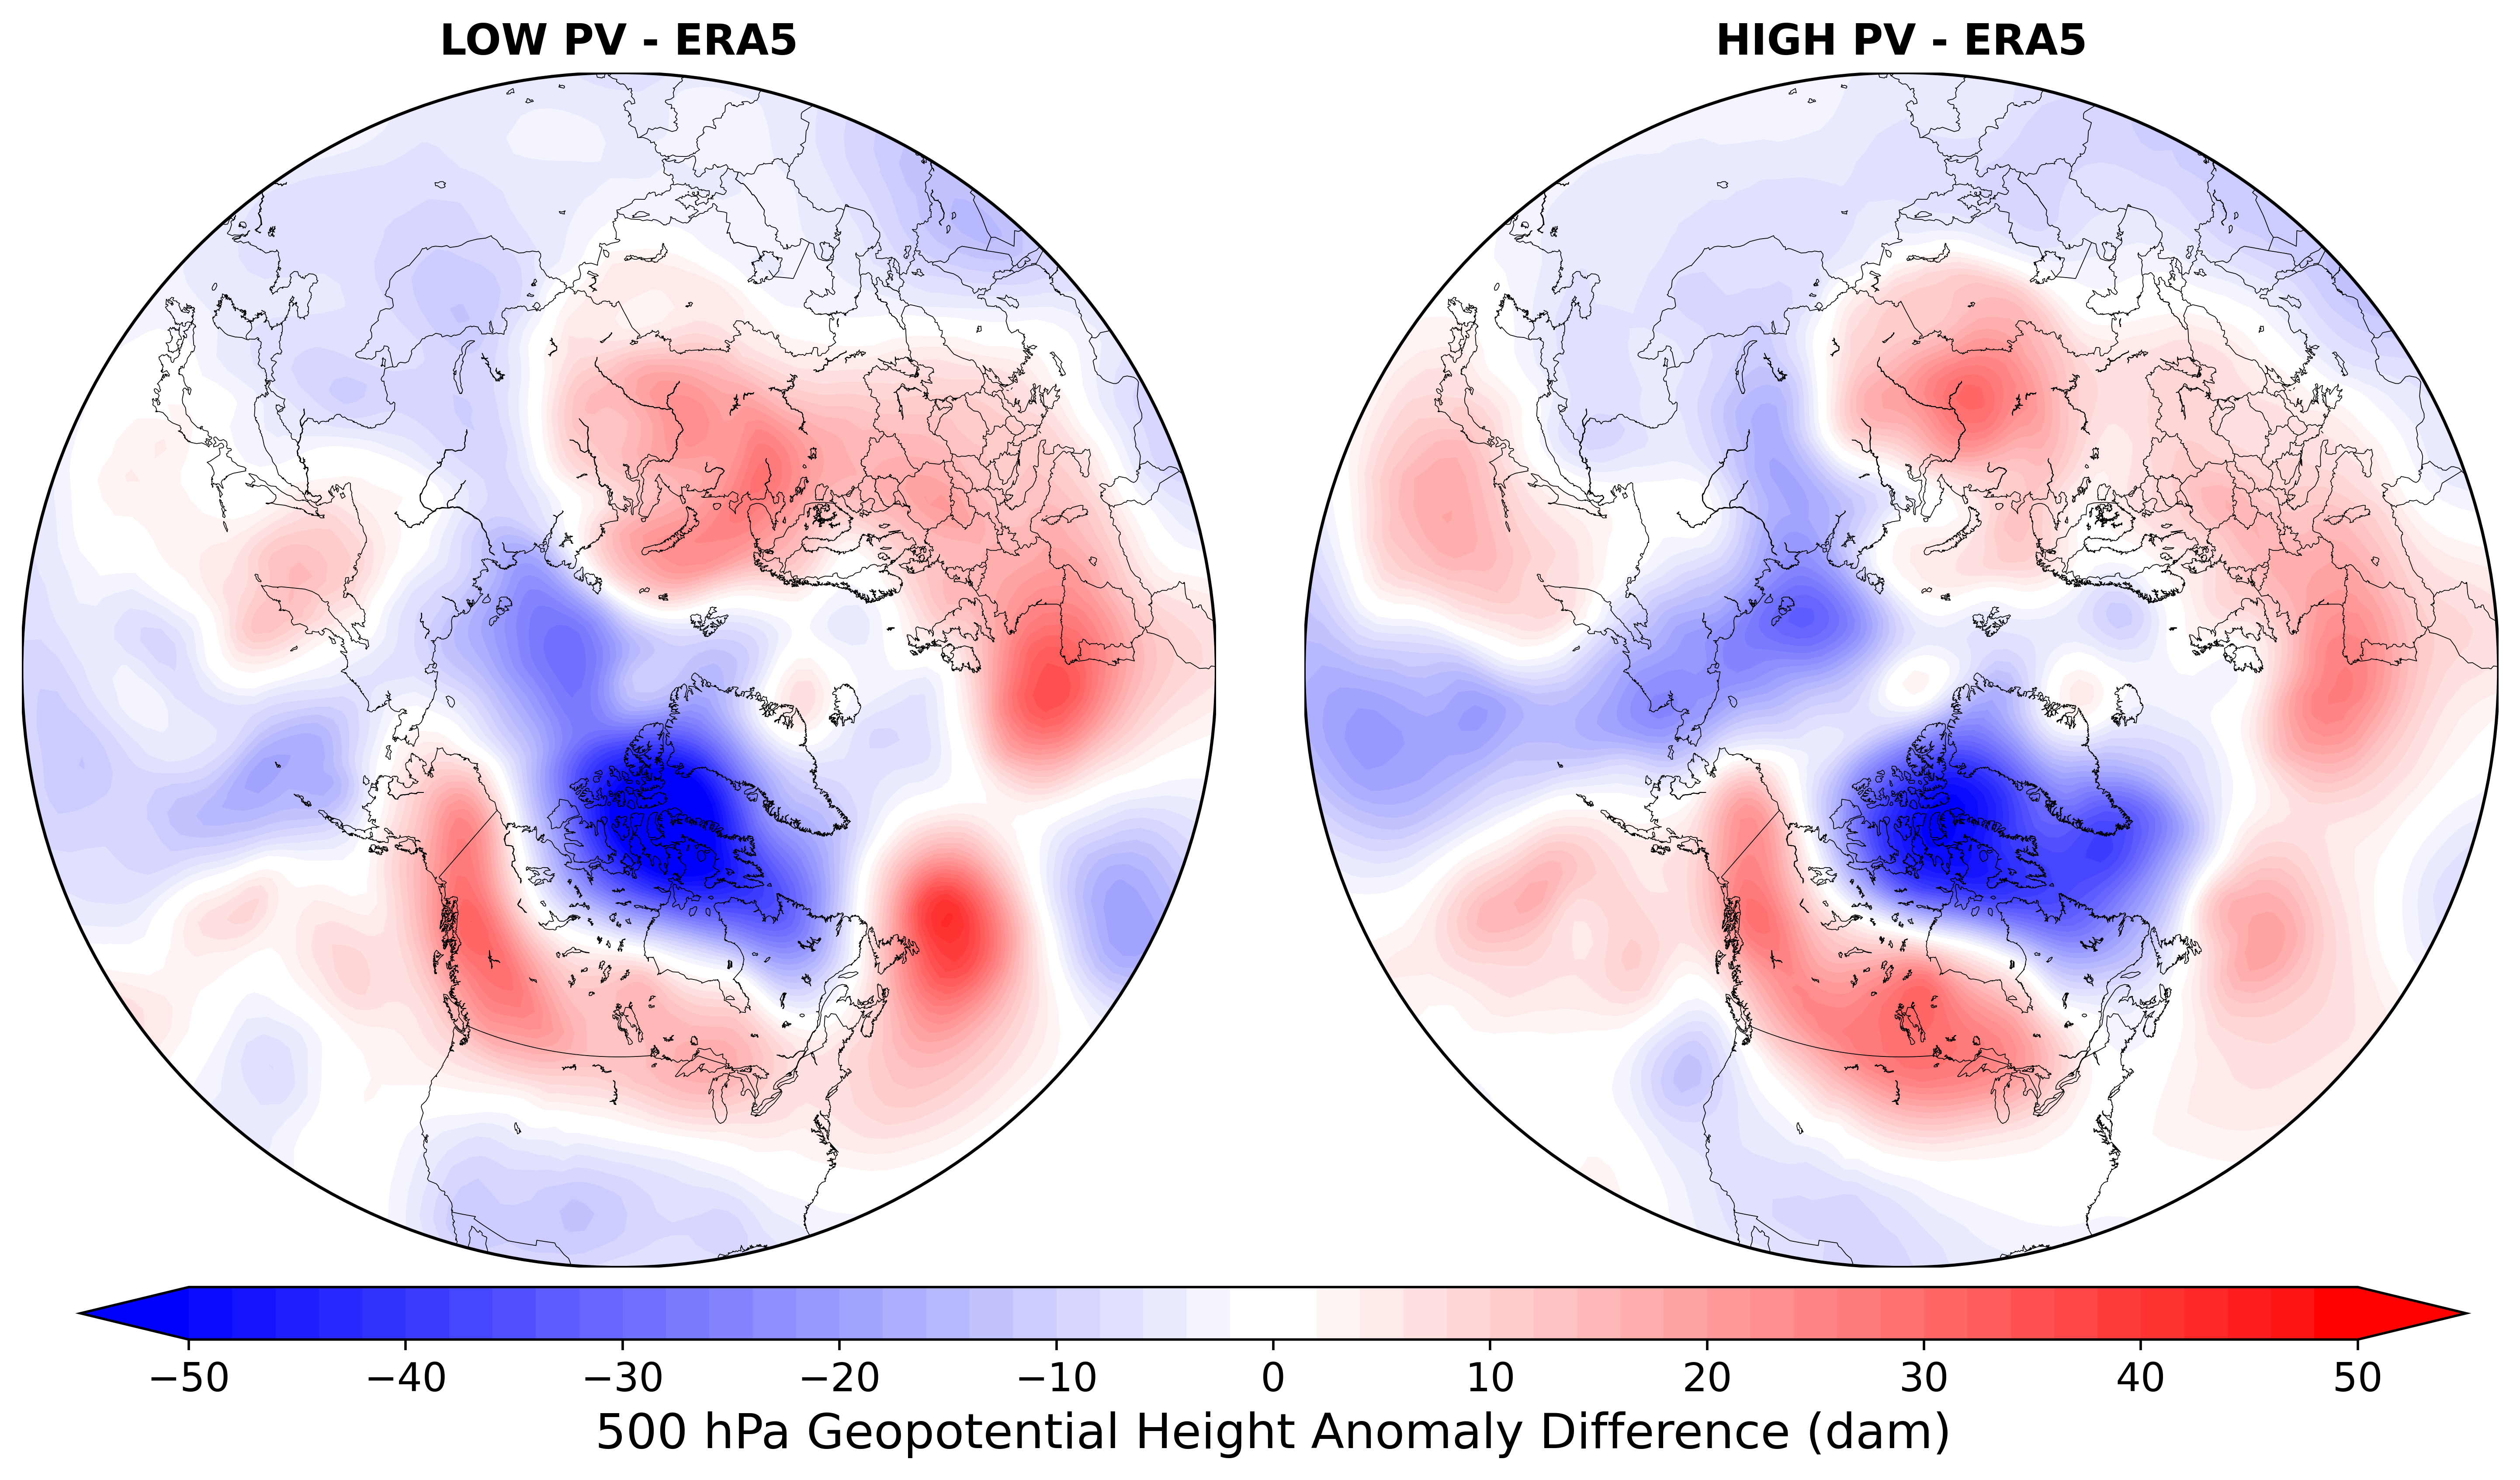 LOW PV - ERA5
HIGH PV - ERA5
−50 −40 −30 −20 −10 0 10 20 30 40 50
500 hPa Geopotential Height Anomaly Difference (dam)